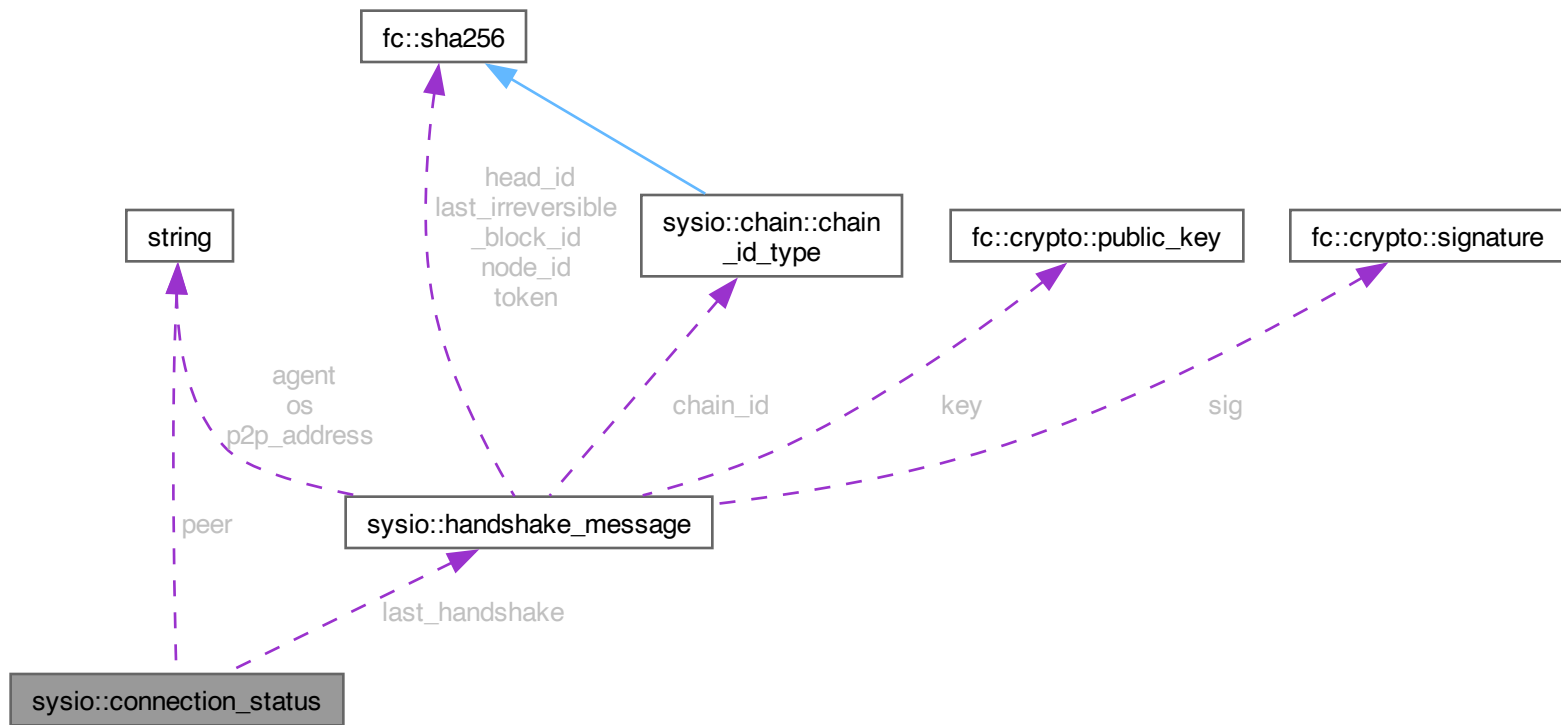 fc::sha256
head_id
last_irreversible
_block_id
node_id
token
string
sysio::chain::chain
_id_type
fc::crypto::public_key
fc::crypto::signature
agent
os
p2p_address
chain_id
key
sig
peer
sysio::handshake_message
last_handshake
sysio::connection_status